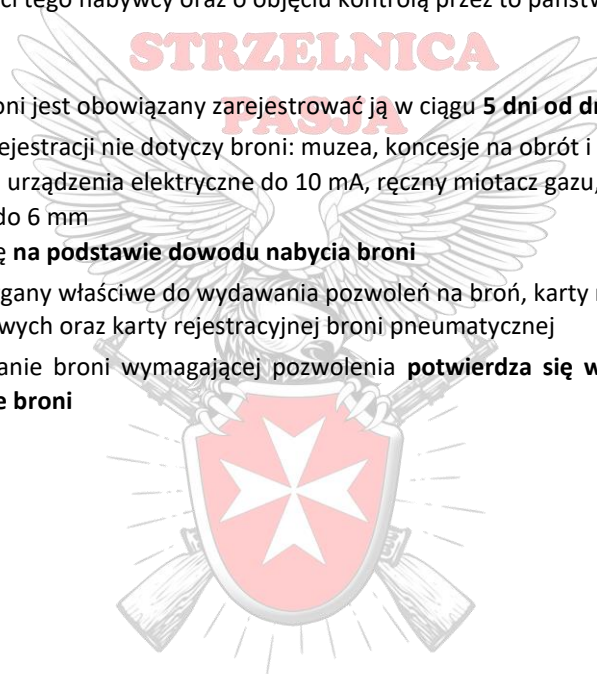 ci tego nabywcy oraz o objęciu kontrolą przez to państw
STRZELNICA
oni jest obowiązany zarejestrować ją w ciągu 5 dni od d
PASJA
ejestracji nie dotyczy broni: muzea, koncesje na obrót i
urządzenia elektryczne do 10 mA, ręczny miotacz gazu,
do 6 mm
ę na podstawie dowodu nabycia broni
gany właściwe do wydawania pozwoleń na broń, karty
wych oraz karty rejestracyjnej broni pneumatycznej
anie broni wymagającej pozwolenia potwierdza się w
e broni